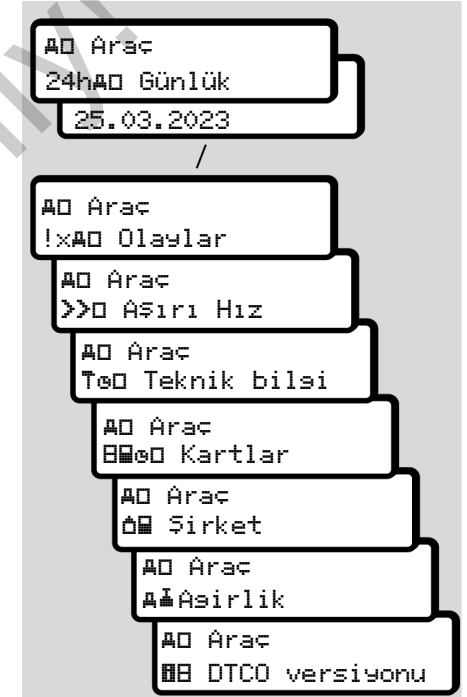 Araç
24h Günlük
25.03.2023
/
Araç
!x Olaylar
Araç
>> Aşırı Hız
Araç
Teknik bilgi
Araç
Kartlar
Araç
Şirket
Araç
Agirlik
Araç
DTCO versiyonu